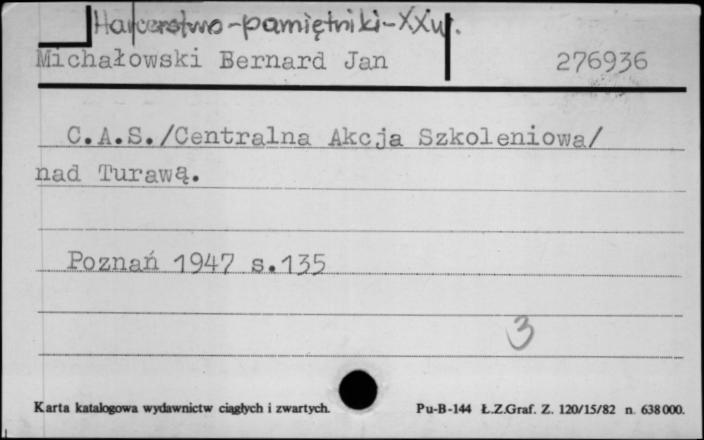 Harcerstwo-pamiętniki-XXw.
Michałowski Bernard Jan 276936
C.A.S./Centralna Akcja Szkoleniowa/
nad Turawą.
Poznań 1947 s.135
3
Karta katalogowa wydawnictw ciągłych i zwartych. Pu-B-144 Ł.Z.Graf. Z. 120/15/82 n. 638000.